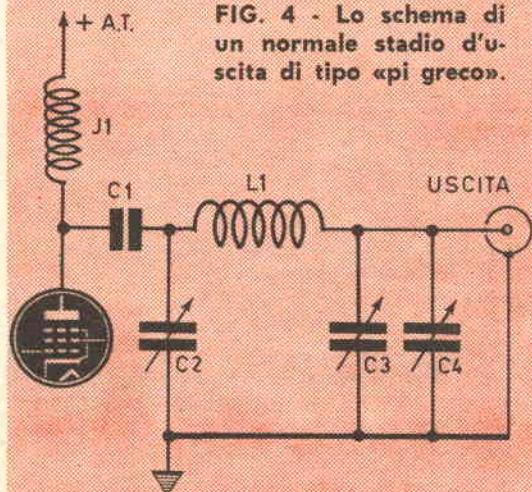 FIG. 4 - Lo schema di
un normale stadio d'u-
scita di tipo «pi greco».
+ A.T.
J1
C1
L1
USCITA
C2
C3
C4